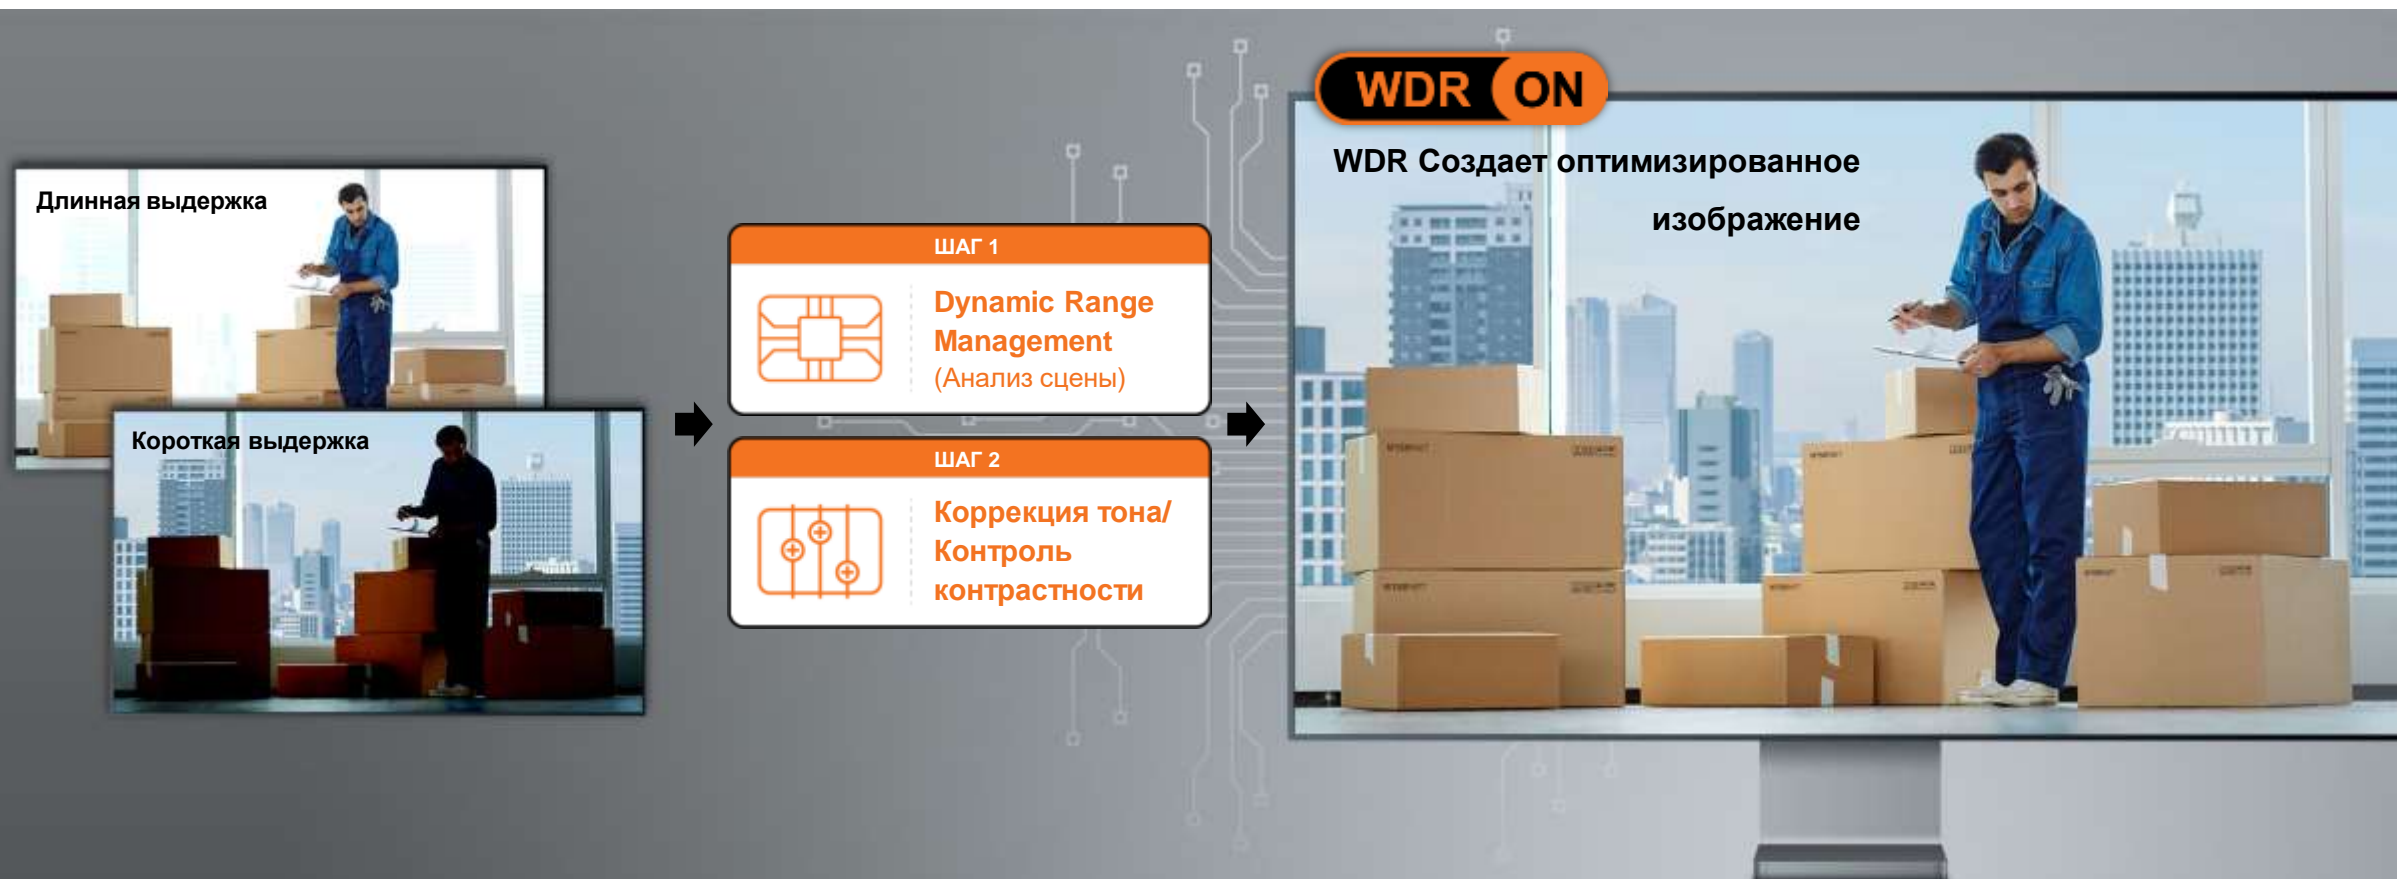 Длинная выдержка
Короткая выдержка
ШАГ 1
Dynamic Range
Management
(Анализ сцены)
ШАГ 2
Коррекция тона/
Контроль
контрастности
WDR ON
WDR Создает оптимизированное
изображение